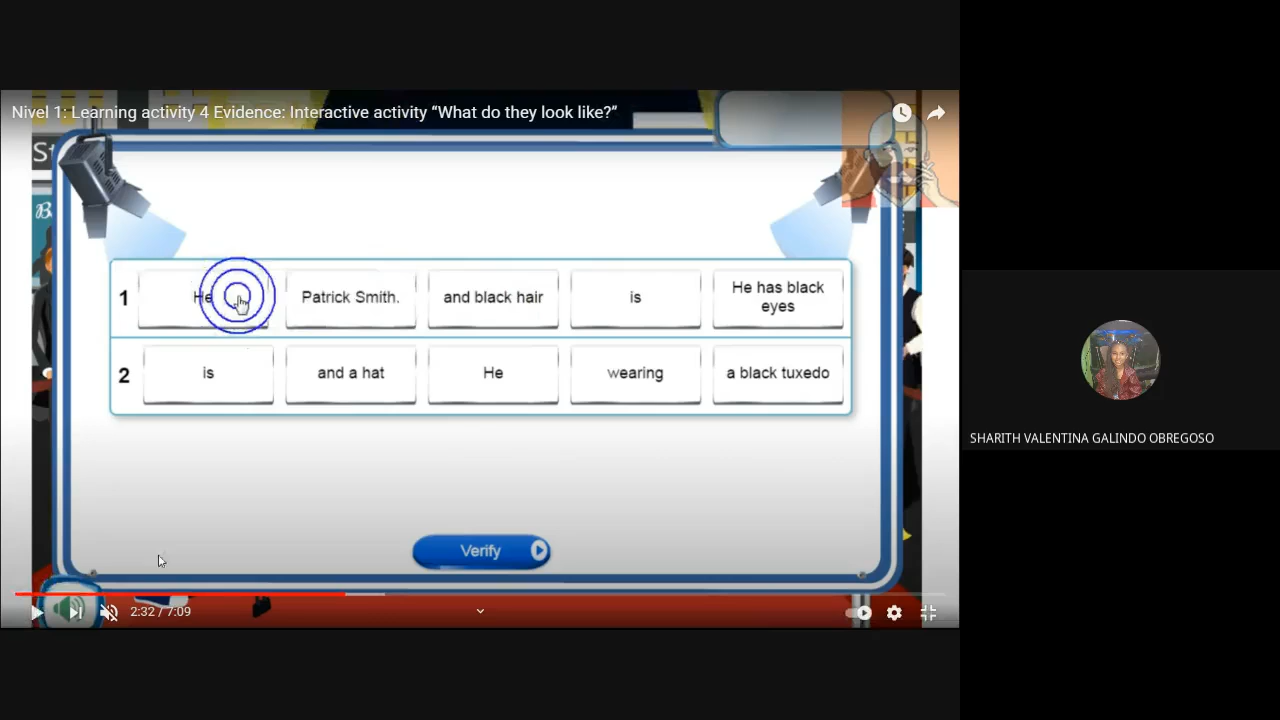 Nivel 1: Learning activity 4 Evidence: Interactive activity “What do they look like?”
St
B
1
He
Patrick Smith.
and black hair
is
He has black
eyes
2
is
and a hat
He
wearing
a black tuxedo
Verify
2:32 / 7:09
SHARITH VALENTINA GALINDO OBREGOSO